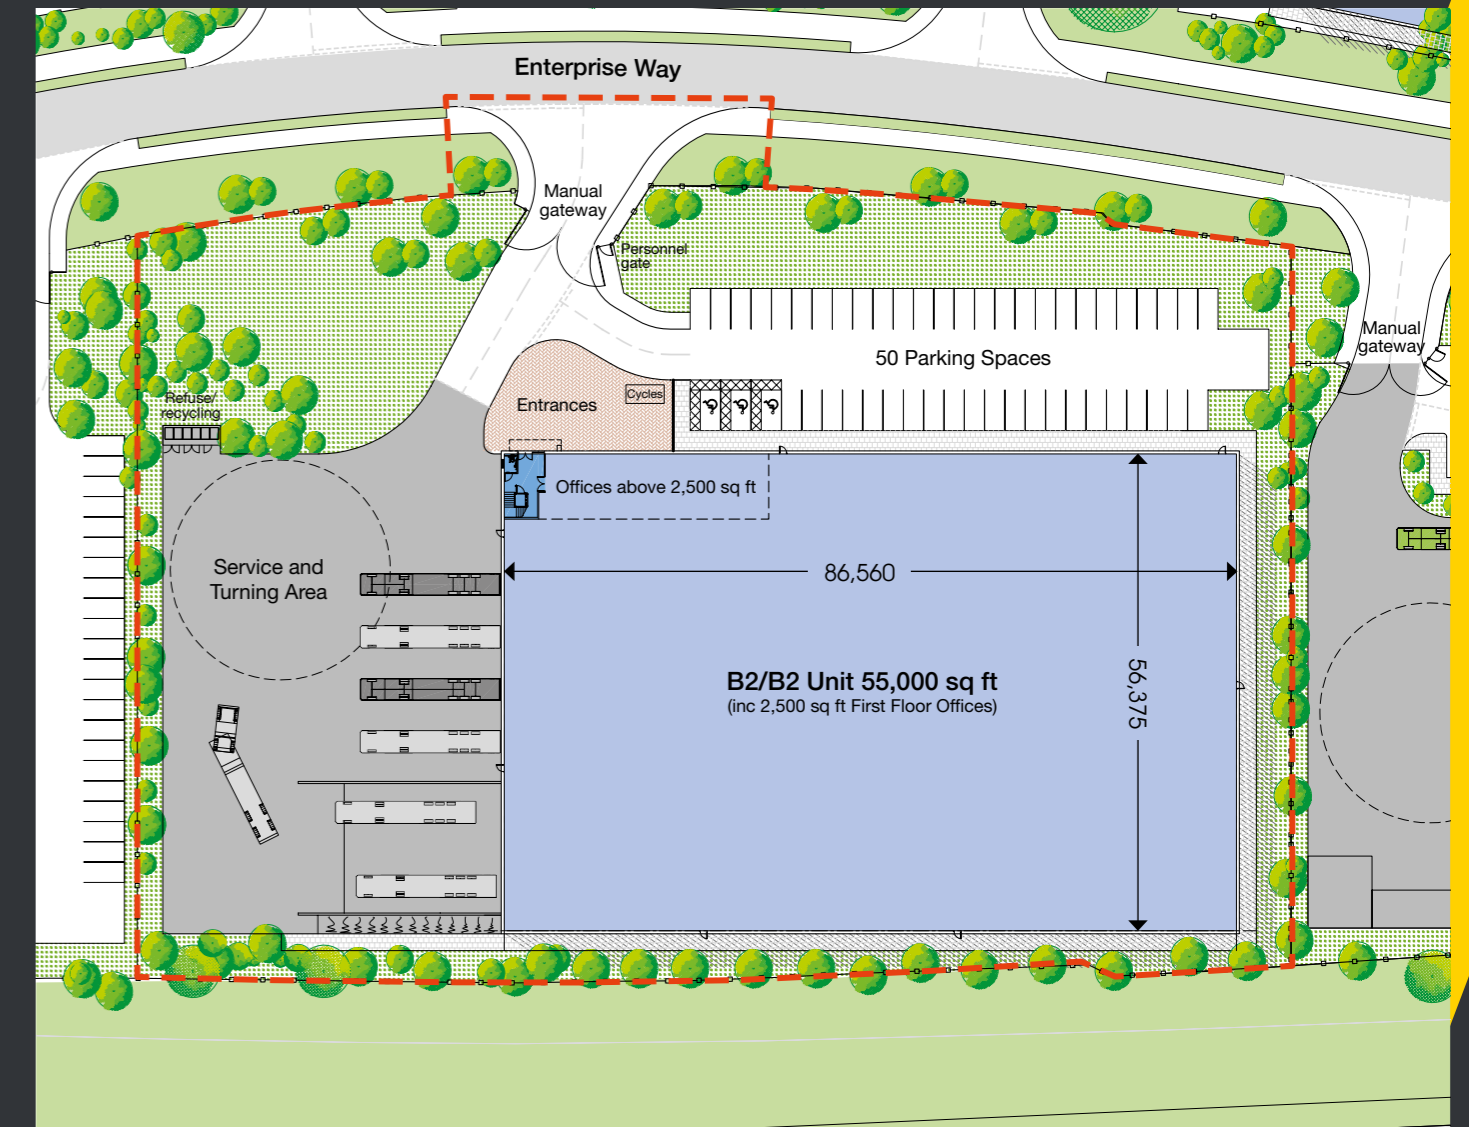 Enterprise Way
Manual
gateway
Personnel
gate
Manual
gateway
50 Parking Spaces
Refuse/
recycling
Entrances
Cycles
Offices above 2,500 sq ft
Service and
Turning Area
86,560
56,375
B2/B2 Unit 55,000 sq ft
(inc 2,500 sq ft First Floor Offices)